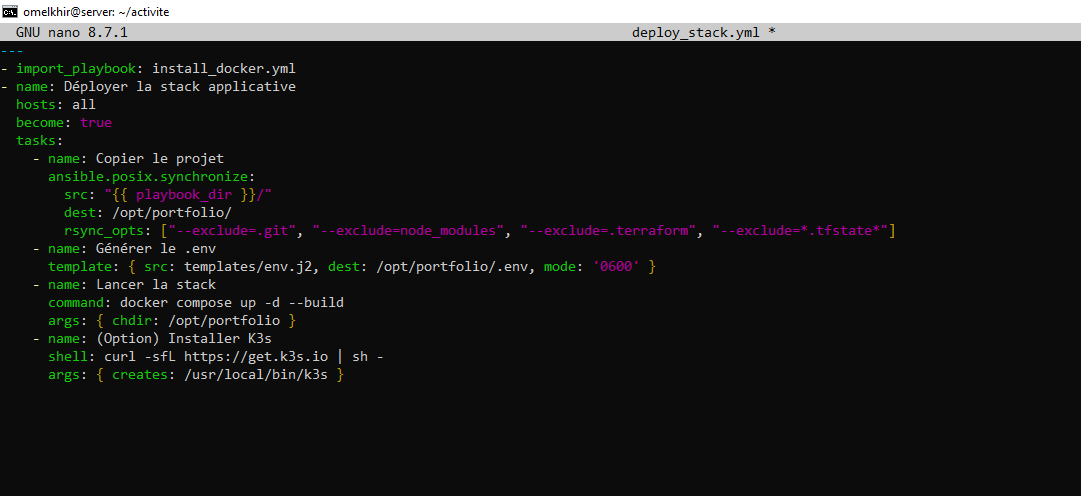 omelkhir@server: ~/activite
GNU nano 8.7.1 deploy_stack.yml *
---
- import_playbook: install_docker.yml
- name: Déployer la stack applicative
  hosts: all
  become: true
  tasks:
    - name: Copier le projet
      ansible.posix.synchronize:
        src: "{{ playbook_dir }}/"
        dest: /opt/portfolio/
        rsync_opts: ["--exclude=.git", "--exclude=node_modules", "--exclude=.terraform", "--exclude=*.tfstate*"]
    - name: Générer le .env
      template: { src: templates/env.j2, dest: /opt/portfolio/.env, mode: '0600' }
    - name: Lancer la stack
      command: docker compose up -d --build
      args: { chdir: /opt/portfolio }
    - name: (Option) Installer K3s
      shell: curl -sfL https://get.k3s.io | sh -
      args: { creates: /usr/local/bin/k3s }